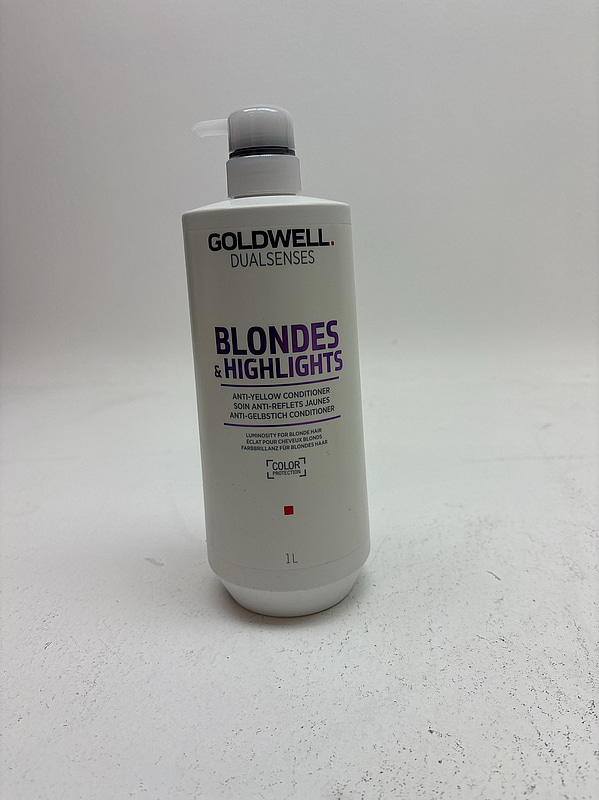 GOLDWELL.
DUALSENSES
BLONDES
& HIGHLIGHTS
ANTI-YELLOW CONDITIONER
SOIN ANTI-REFLETS JAUNES
ANTI-GELBSTICH CONDITIONER
LUMINOSITY FOR BLONDE HAIR
ÉCLAT POUR CHEVEUX BLONDS
FARBBRILLANZ FÜR BLONDES HAAR
COLOR
PROTECTION
1L